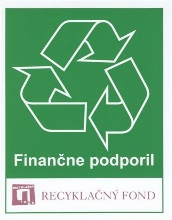 Finančne podporil
RECYKLAČNÝ FOND